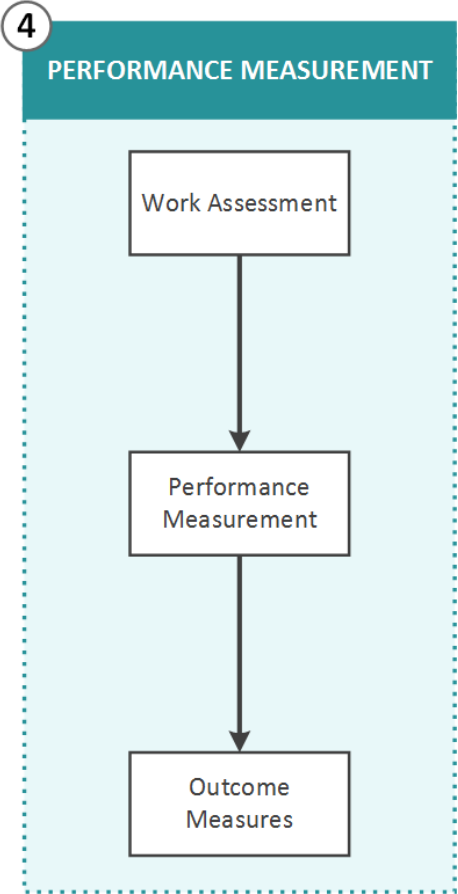 4
PERFORMANCE MEASUREMENT
Work Assessment
Performance
Measurement
Outcome
Measures